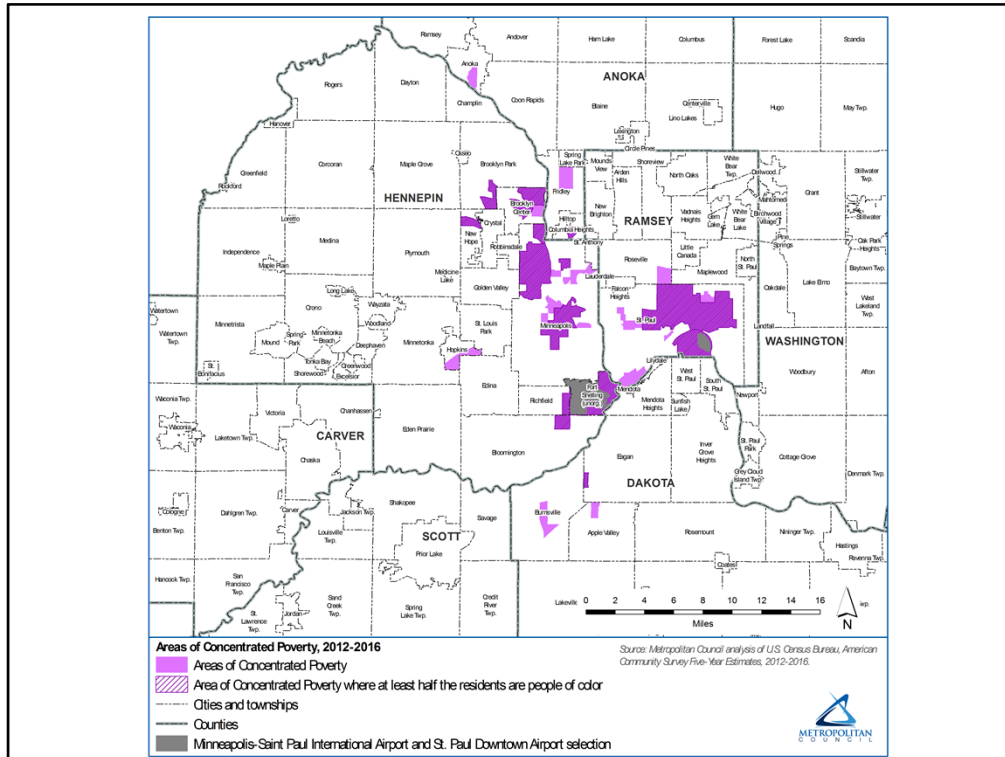 Ramsey
Andover
Ham Lake
Columbus
Forest Lake
Scandia
Anoka
ANOKA
Rogers
Dayton
Champlin
Coon Rapids
Blaine
Centerville
Lino Lakes
Hugo
May Twp.
Hanover
Lexington
Circle Pines
Greenfield
Corcoran
Maple Grove
Osseo
Brooklyn Park
Spring
Lake Park
Mounds
View
Shoreview
North Oaks
White
Bear
Twp.
Dellwood
Stillwater
Twp.
Rockford
HENNEPIN
Fridley
Arden
Hills
Mahtomedi
Grant
Brooklyn
Center
New
Brighton
RAMSEY
Vadnais
Heights
Gem
Lake
White
Bear
Lake
Birchwood
Village
Stillwater
Loretto
Crystal
Hilltop
Columbia Heights
New
Hope
Robbinsdale
St. Anthony
Pine
Springs
Oak Park
Heights
Independence
Medina
Plymouth
Roseville
Little
Canada
Maplewood
North
St. Paul
Baytown Twp.
Maple Plain
Medicine
Lake
Golden Valley
Lauderdale
Falcon
Heights
Oakdale
Lake Elmo
Long Lake
Orono
Wayzata
West
Lakeland
Twp.
Watertown
Watertown
Twp.
Minnetrista
Woodland
St. Louis
Park
Minneapolis
St. Paul
Landfall
WASHINGTON
Mound
Spring
Park
Minnetonka
Beach
Deephaven
Minnetonka
Hopkins
Tonka Bay
Greenwood
Shorewood
Excelsior
St.
Bonifacius
Lilydale
West
St. Paul
South
St. Paul
Woodbury
Afton
Edina
Mendota
Waconia Twp.
Victoria
Chanhassen
Richfield
Fort
Snelling
(unorg.)
Mendota
Heights
Sunfish
Lake
Newport
Waconia
Laketown Twp.
CARVER
Eden Prairie
Bloomington
St. Paul
Park
Chaska
Eagan
Inver
Grove
Heights
Cottage Grove
Denmark Twp.
Grey Cloud
Island Twp.
DAKOTA
Cologne
Dahlgren Twp.
Carver
Shakopee
Jackson Twp.
Louisville
Twp.
Savage
Burnsville
Apple Valley
Rosemount
Nininger Twp.
Benton Twp.
SCOTT
Prior Lake
Hastings
Ravenna Twp.
Coates
Hancock Twp.
San
Francisco
Twp.
St.
Lawrence
Twp.
Jordan
Sand
Creek
Twp.
Spring
Lake Twp.
Credit
River
Twp.
Lakeville
0 2 4 6 8 10 12 14 16
Miles
N
Areas of Concentrated Poverty, 2012-2016
Areas of Concentrated Poverty
Area of Concentrated Poverty where at least half the residents are people of color
Cities and townships
Counties
Minneapolis-Saint Paul International Airport and St. Paul Downtown Airport selection
Source: Metropolitan Council analysis of U.S. Census Bureau, American
Community Survey Five-Year Estimates, 2012-2016.
METROPOLITAN
COUNCIL